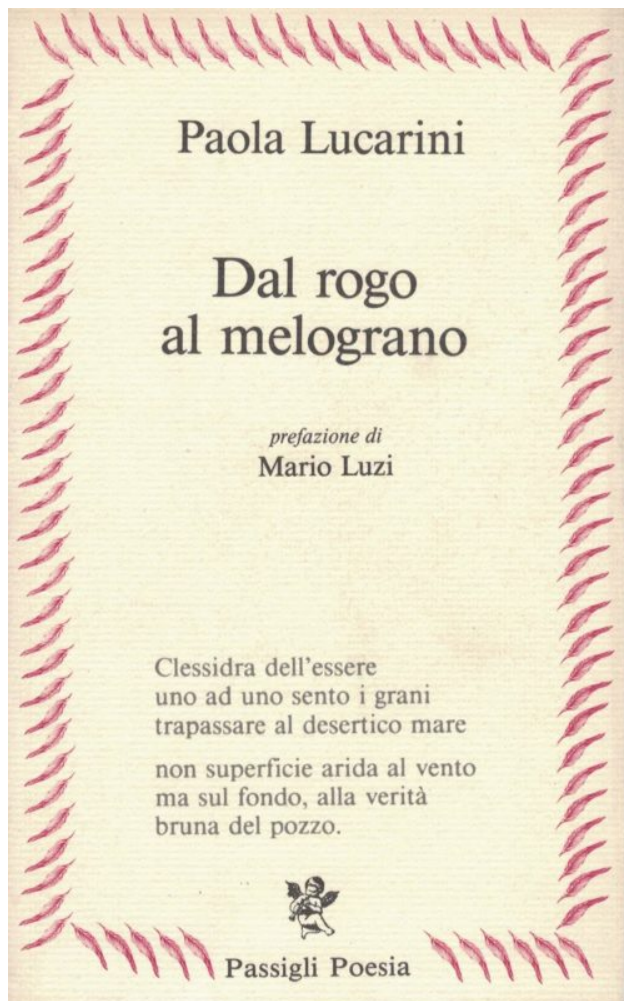 Paola Lucarini
Dal rogo
al melograno
prefazione di
Mario Luzi
Clessidra dell'essere
uno ad uno sento i grani
trapassare al desertico mare
non superficie arida al vento
ma sul fondo, alla verità
bruna del pozzo.
Passigli Poesia